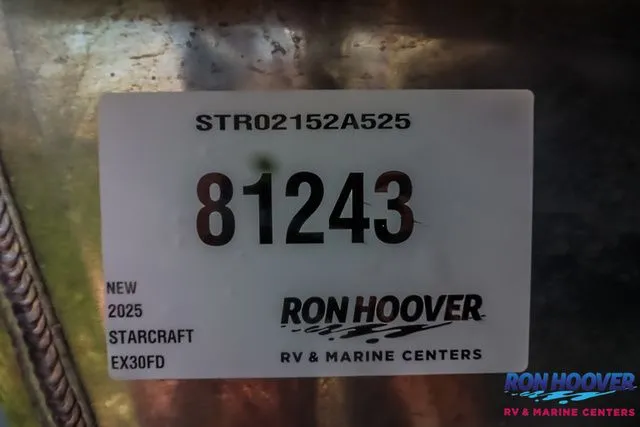 STR02152A525
81243
NEW
2025
STARCRAFT
EX30FD
RON HOOVER
RV & MARINE CENTERS
RON HOOVER
RV & MARINE CENTERS